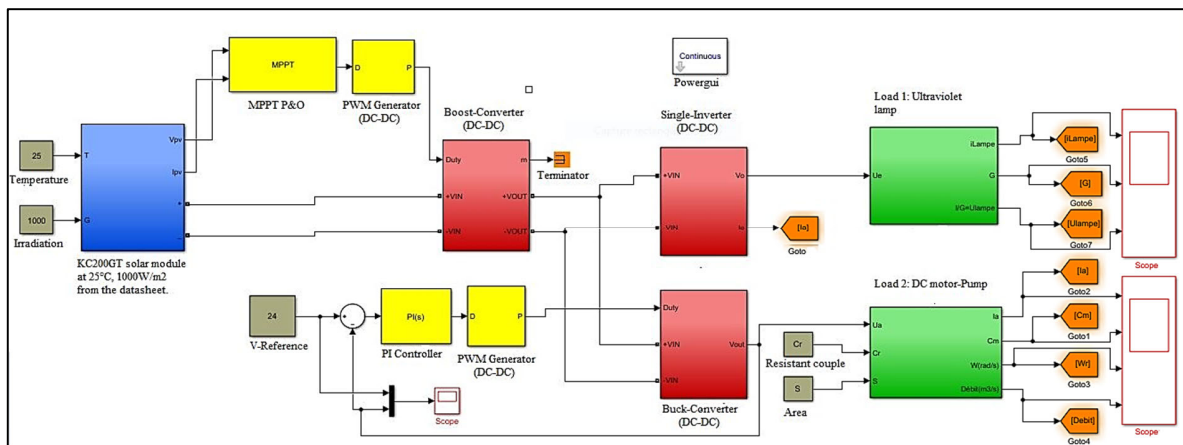 MPPT
MPPT P&O
D
P
PWM Generator
(DC-DC)
Continuous
Powergui
Vpv
Ipv
T
G
+
25
Temperature
1000
Irradiation
KC200GT solar module
at 25°C, 1000W/m2
from the datasheet.
Boost-Converter
(DC-DC)
Duty
m
+VIN
+VOUT
-VIN
-VOUT
Terminator
Single-Inverter
(DC-DC)
+VIN
Vo
-VIN
Ia
[Ia]
Goto
Load 1: Ultraviolet
lamp
Ue
iLampe
G
I/G=Ulampe
[iLampe]
Goto5
[G]
Goto6
[Ulampe]
Goto7
Scope
24
V-Reference
+
-
PI(s)
PI Controller
D
P
PWM Generator
(DC-DC)
Scope
Duty
+VIN
Vout
-VIN
Buck-Converter
(DC-DC)
Cr
Resistant couple
S
Area
Load 2: DC motor-Pump
Ua
Cr
S
Ia
Cm
W(rad/s)
Débit(m3/s)
[Ia]
Goto2
[Cm]
Goto1
[Wr]
Goto3
[Debit]
Goto4
Scope